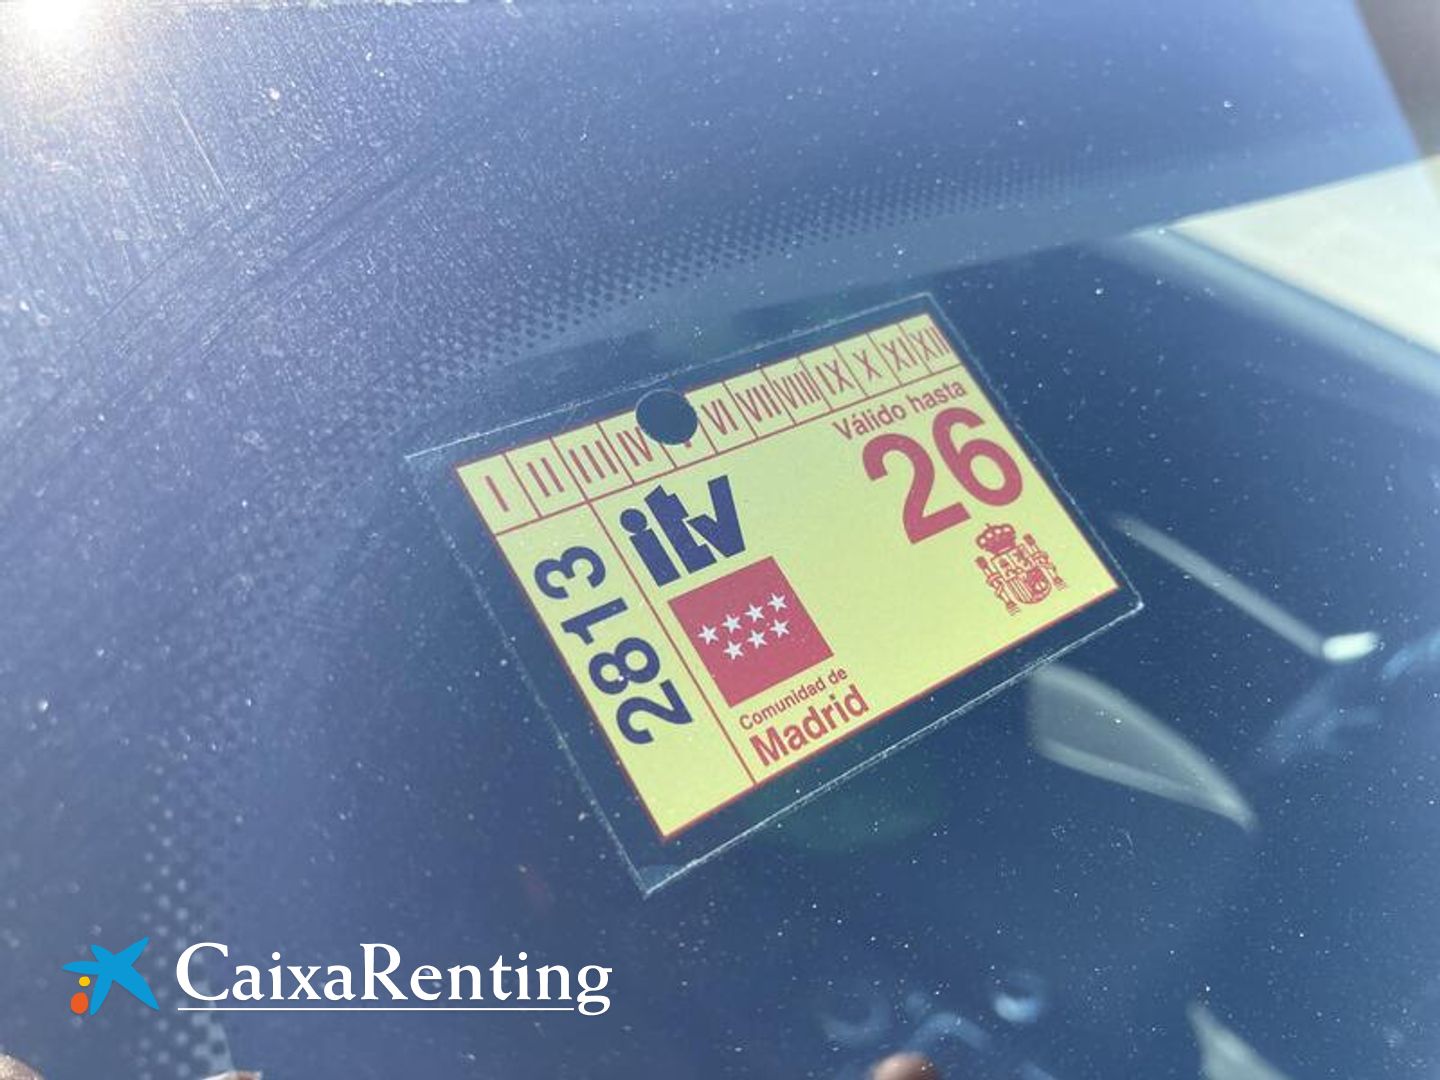 I II III IV VI VII VIII IX X XI XII
Válido hasta
26
2813
itv
Comunidad de
Madrid
CaixaRenting